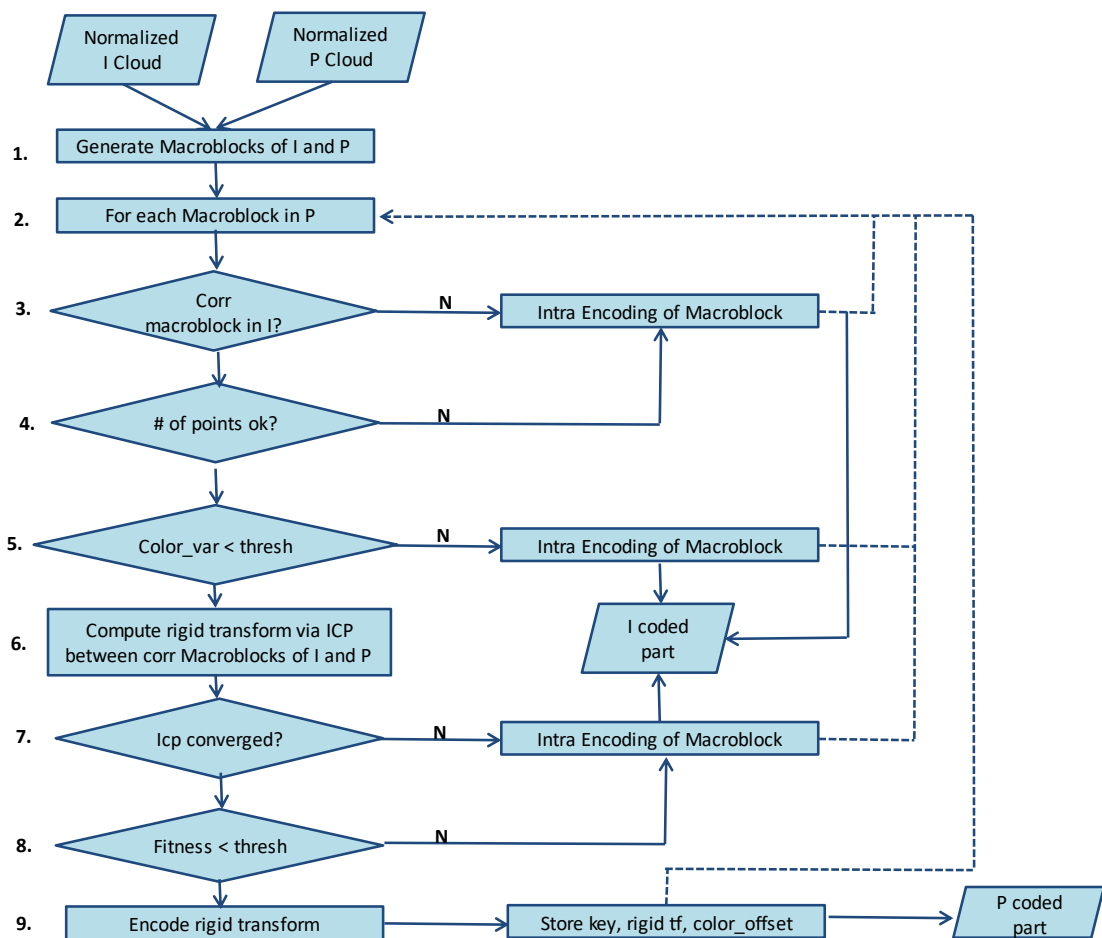 Normalized
I Cloud
Normalized
P Cloud
1.
Generate Macroblocks of I and P
2.
For each Macroblock in P
3.
Corr
macroblock in I?
N
Intra Encoding of Macroblock
4.
# of points ok?
N
5.
Color_var < thresh
N
Intra Encoding of Macroblock
6.
Compute rigid transform via ICP
between corr Macroblocks of I and P
I coded
part
7.
Icp converged?
N
Intra Encoding of Macroblock
8.
Fitness < thresh
N
9.
Encode rigid transform
Store key, rigid tf, color_offset
P coded
part